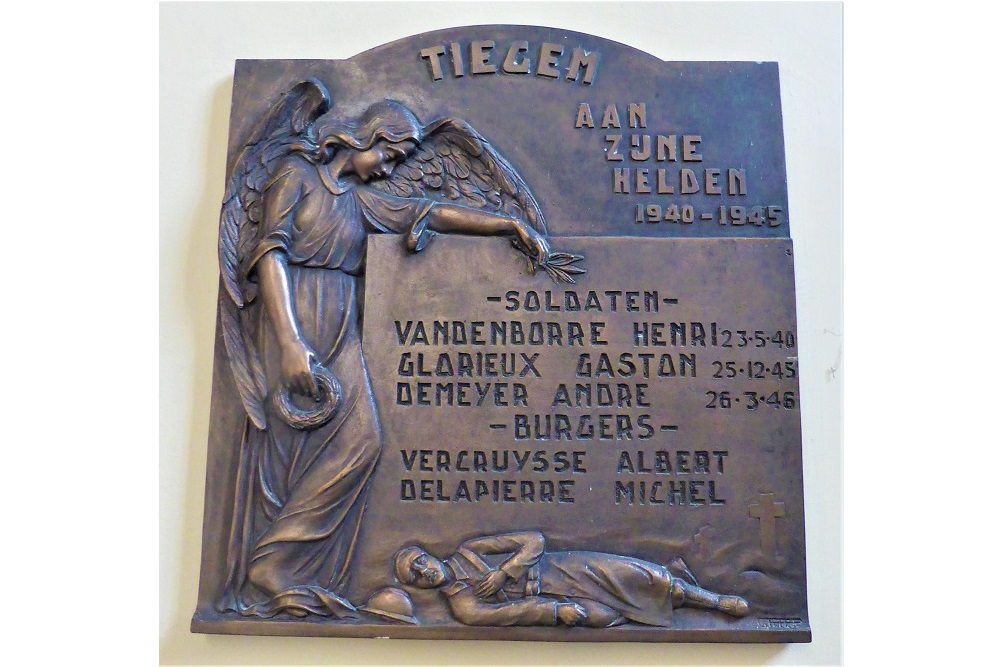 TIEGEM
AAN
ZIJNE
HELDEN
1940-1945
-SOLDATEN-
VANDENBORRE HENRI 23·5·40
GLORIEUX GASTON 25·12·45
DEMEYER ANDRE 26·3·46
-BURGERS-
VERCRUYSSE ALBERT
DELAPIERRE MICHEL